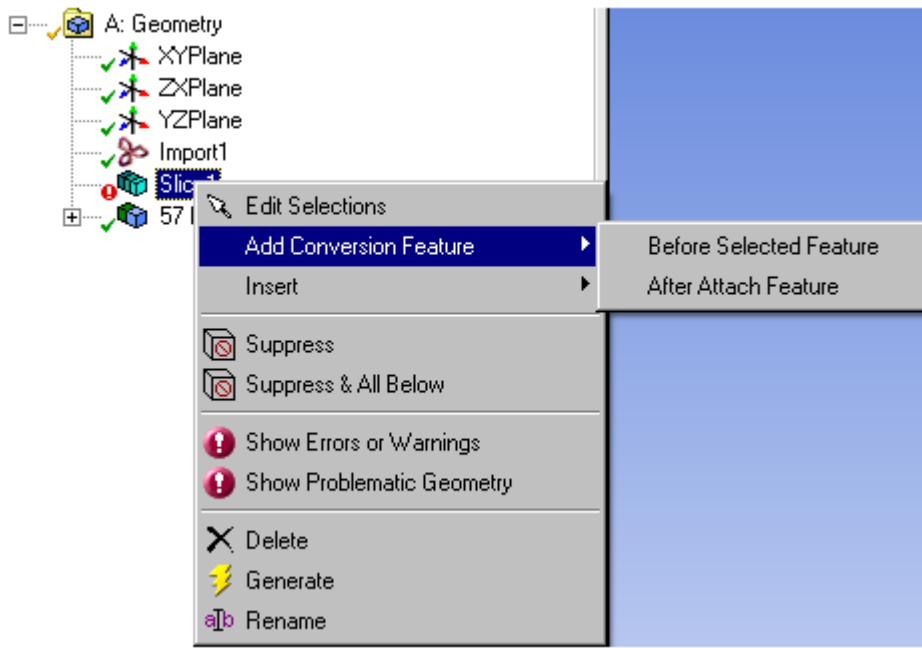 A: Geometry
XYPlane
ZXPlane
YZPlane
Import1
57
Edit Selections
Add Conversion Feature
Before Selected Feature
Insert
After Attach Feature
Suppress
Suppress & All Below
Show Errors or Warnings
Show Problematic Geometry
Delete
Generate
a b Rename